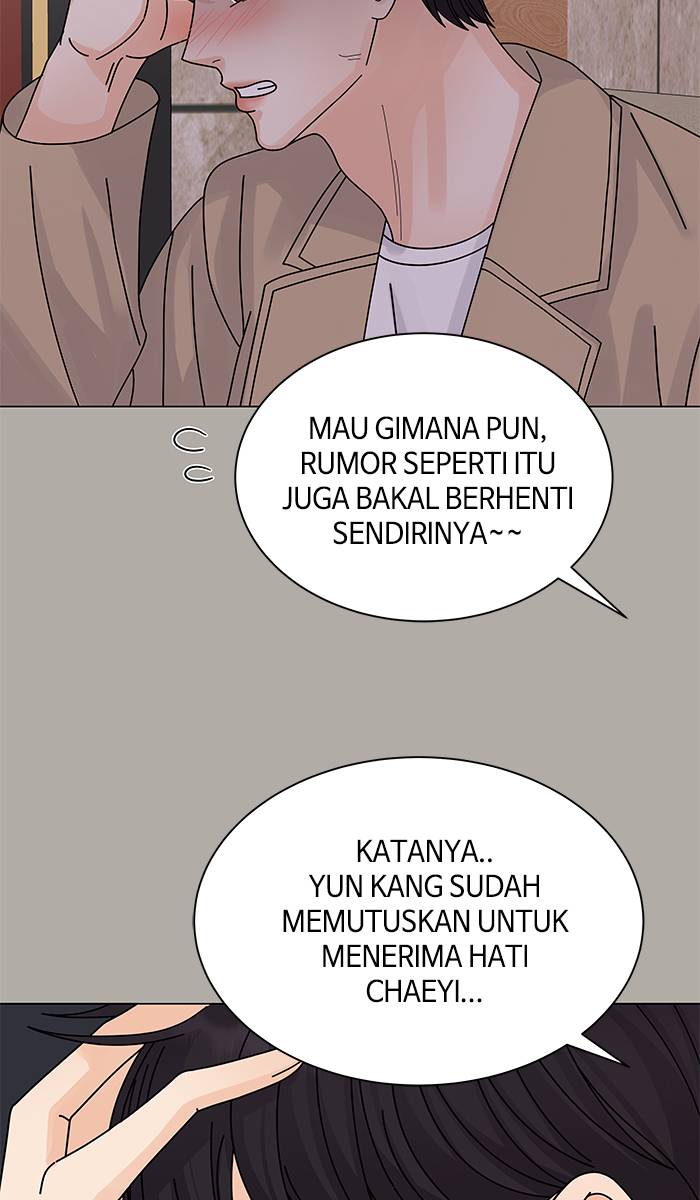 MAU GIMANA PUN,
RUMOR SEPERTI ITU
JUGA BAKAL BERHENTI
SENDIRINYA~~
KATANYA..
YUN KANG SUDAH
MEMUTUSKAN UNTUK
MENERIMA HATI
CHAEYI...